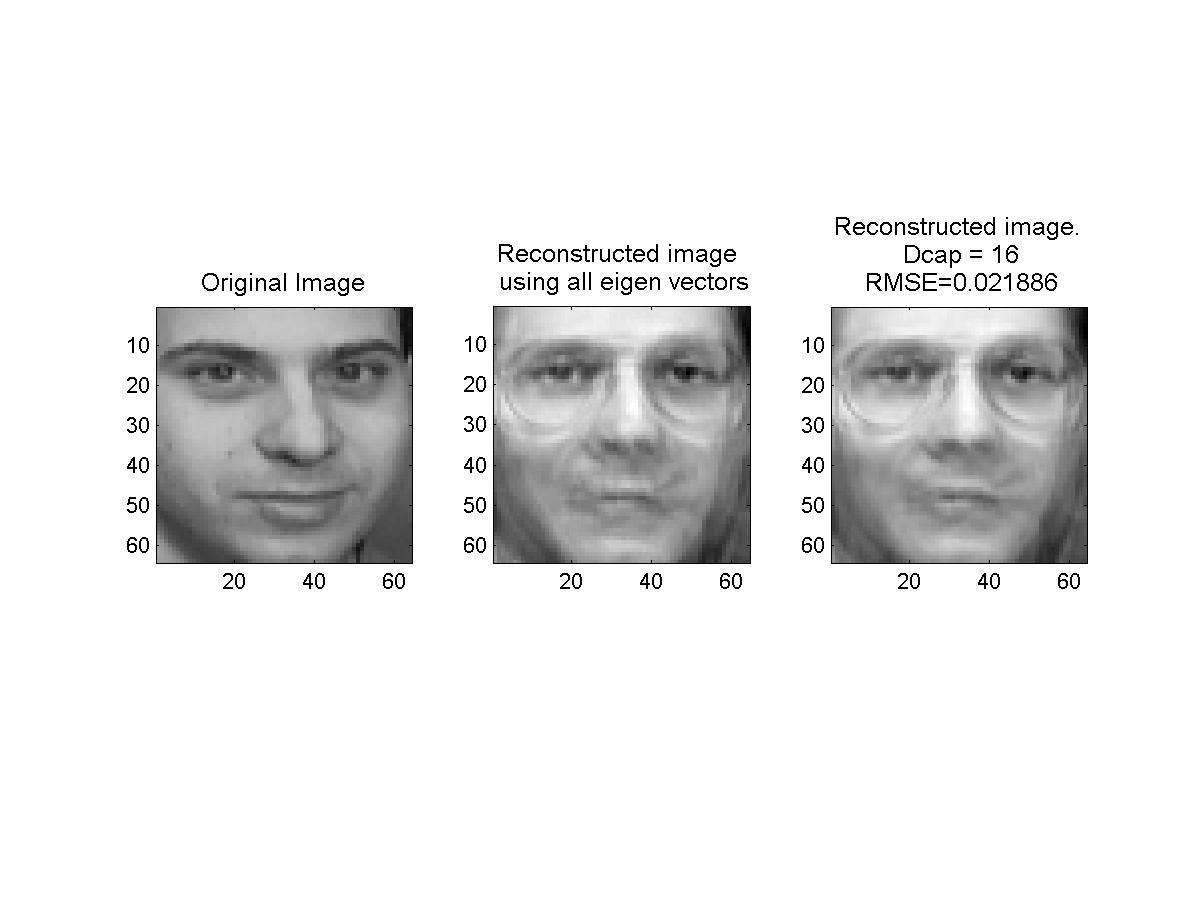 Original Image
10
20
30
40
50
60
20 40 60
Reconstructed image
using all eigen vectors
10
20
30
40
50
60
20 40 60
Reconstructed image.
Dcap = 16
RMSE=0.021886
10
20
30
40
50
60
20 40 60